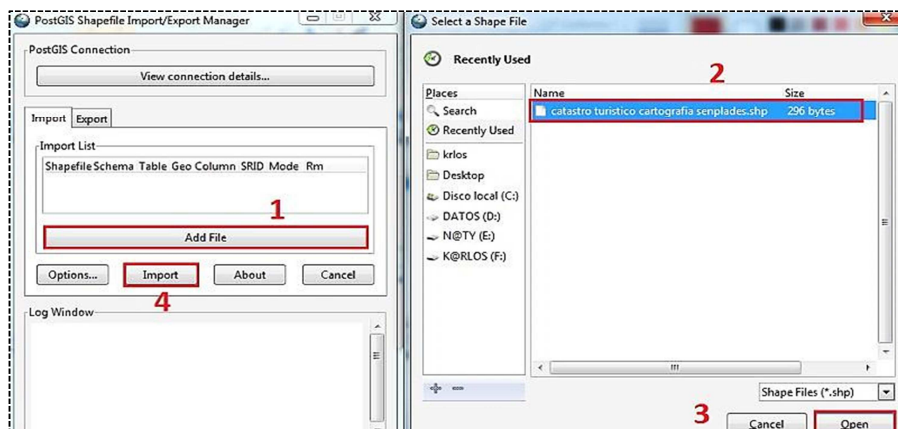 PostGIS Shapefile Import/Export Manager
PostGIS Connection
View connection details...
Import Export
Import List
Shapefile Schema Table Geo Column SRID Mode Rm
1
Add File
Options... Import About Cancel
4
Log Window
Select a Shape File
Recently Used
2
Places
Search
Recently Used
krlos
Desktop
Disco local (C:)
DATOS (D:)
N@TY (E:)
K@RLOS (F:)
Name Size
catastro turistico cartografia senplades.shp 296 bytes
Shape Files (*.shp)
3
Cancel Open